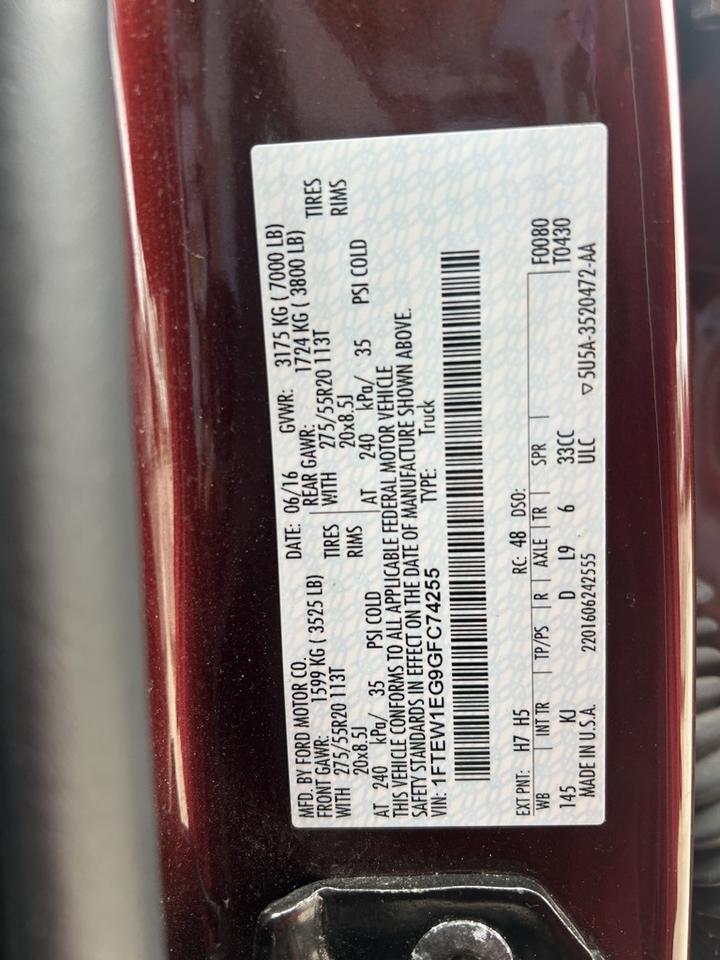 MFD. BY FORD MOTOR CO.
DATE: 06/16 GVWR: 3175 KG ( 7000 LB)
FRONT GAWR: 1599 KG ( 3525 LB)
REAR GAWR: 1724 KG ( 3800 LB)
WITH 275/55R20 113T TIRES
WITH 275/55R20 113T TIRES
20x8.5J RIMS
20x8.5J RIMS
AT 240 kPa/ 35 PSI COLD
AT 240 kPa/ 35 PSI COLD
THIS VEHICLE CONFORMS TO ALL APPLICABLE FEDERAL MOTOR VEHICLE
SAFETY STANDARDS IN EFFECT ON THE DATE OF MANUFACTURE SHOWN ABOVE.
VIN: 1FTEW1EG9GFC74255 TYPE: Truck
EXT PNT: H7 H5 RC: 48 DSO: F0080
WB INT TR TP/PS R AXLE TR SPR T0430
145 KJ D L9 6 33CC
MADE IN U.S.A. 2201606242555 ULC ▽5U5A-3520472-AA